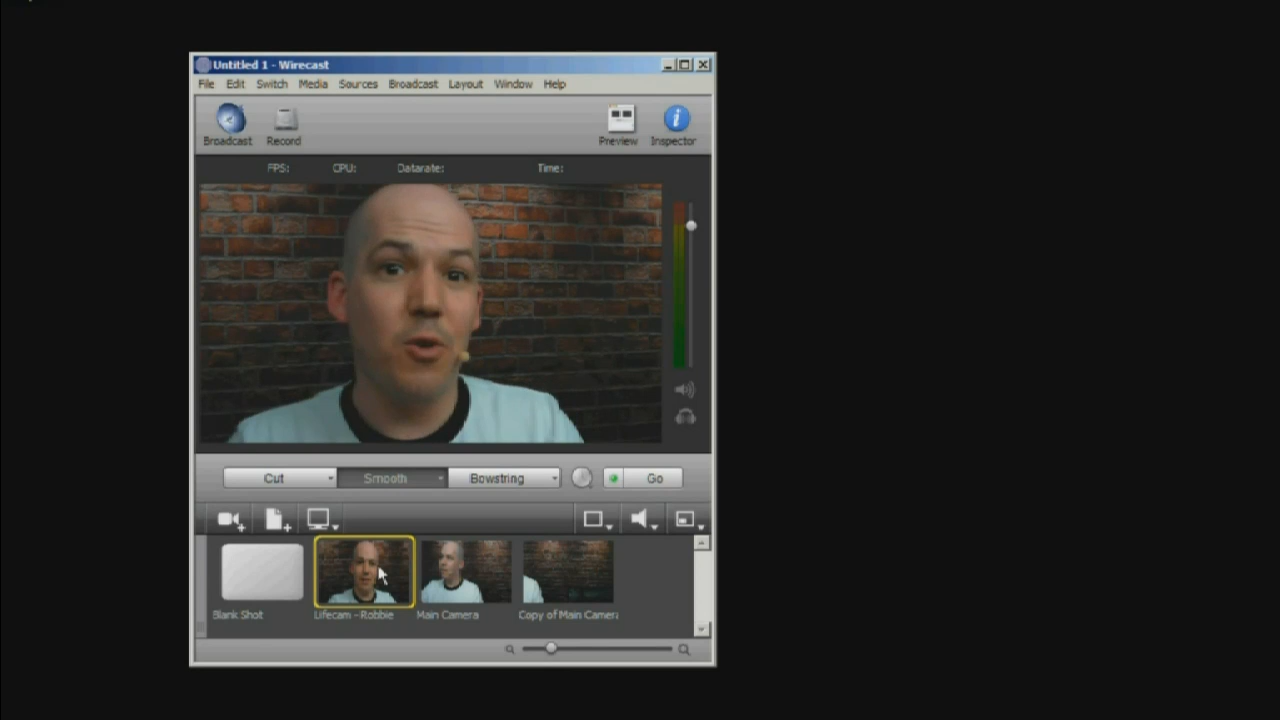 Untitled 1 - Wirecast
File Edit Switch Media Sources Broadcast Layout Window Help
Broadcast Record Preview Inspector
FPS: CPU: Datarate: Time:
Cut Smooth Bowstring Go
Blank Shot Lifecam - Robbie Main Camera Copy of Main Camera